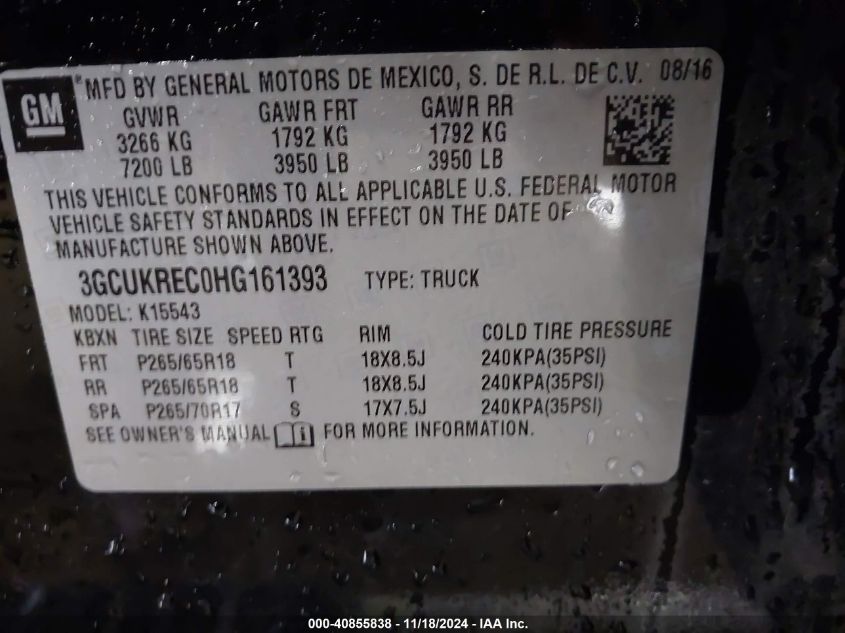 GM
® MFD BY GENERAL MOTORS DE MEXICO, S. DE R.L. DE C.V. 08/16
GVWR GAWR FRT GAWR RR
3266 KG 1792 KG 1792 KG
7200 LB 3950 LB 3950 LB
THIS VEHICLE CONFORMS TO ALL APPLICABLE U.S. FEDERAL MOTOR
VEHICLE SAFETY STANDARDS IN EFFECT ON THE DATE OF
MANUFACTURE SHOWN ABOVE.
3GCUKREC0HG161393 TYPE: TRUCK
MODEL: K15543
KBXN TIRE SIZE SPEED RTG RIM COLD TIRE PRESSURE
FRT P265/65R18 T 18X8.5J 240KPA(35PSI)
RR P265/65R18 T 18X8.5J 240KPA(35PSI)
SPA P265/70R17 S 17X7.5J 240KPA(35PSI)
SEE OWNER'S MANUAL i FOR MORE INFORMATION.
000-40855838 - 11/18/2024 - IAA Inc.